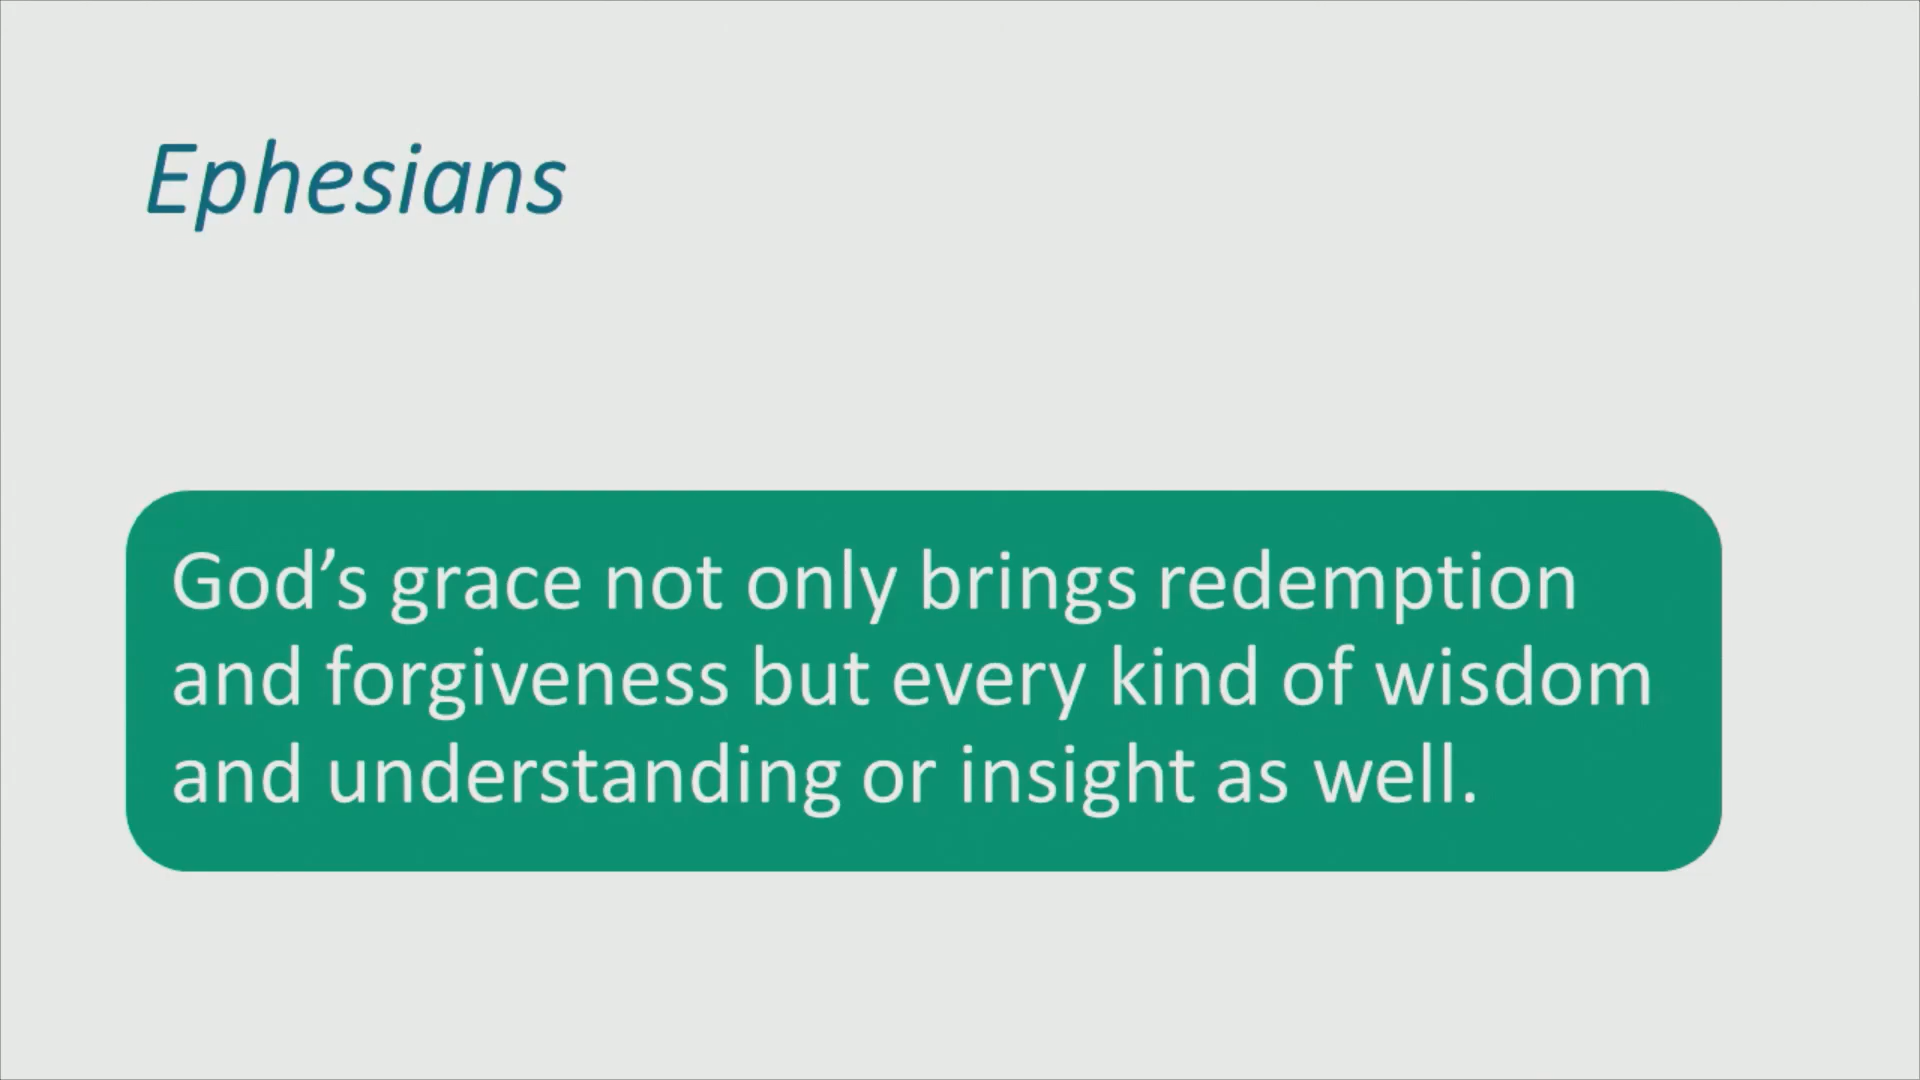 Ephesians
God’s grace not only brings redemption
and forgiveness but every kind of wisdom
and understanding or insight as well.